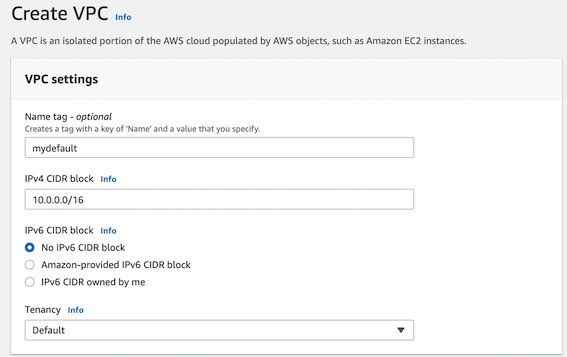 Create VPC Info
A VPC is an isolated portion of the AWS cloud populated by AWS objects, such as Amazon EC2 instances.
VPC settings
Name tag - optional
Creates a tag with a key of 'Name' and a value that you specify.
mydefault
IPv4 CIDR block Info
10.0.0.0/16
IPv6 CIDR block Info
No IPv6 CIDR block
Amazon-provided IPv6 CIDR block
IPv6 CIDR owned by me
Tenancy Info
Default